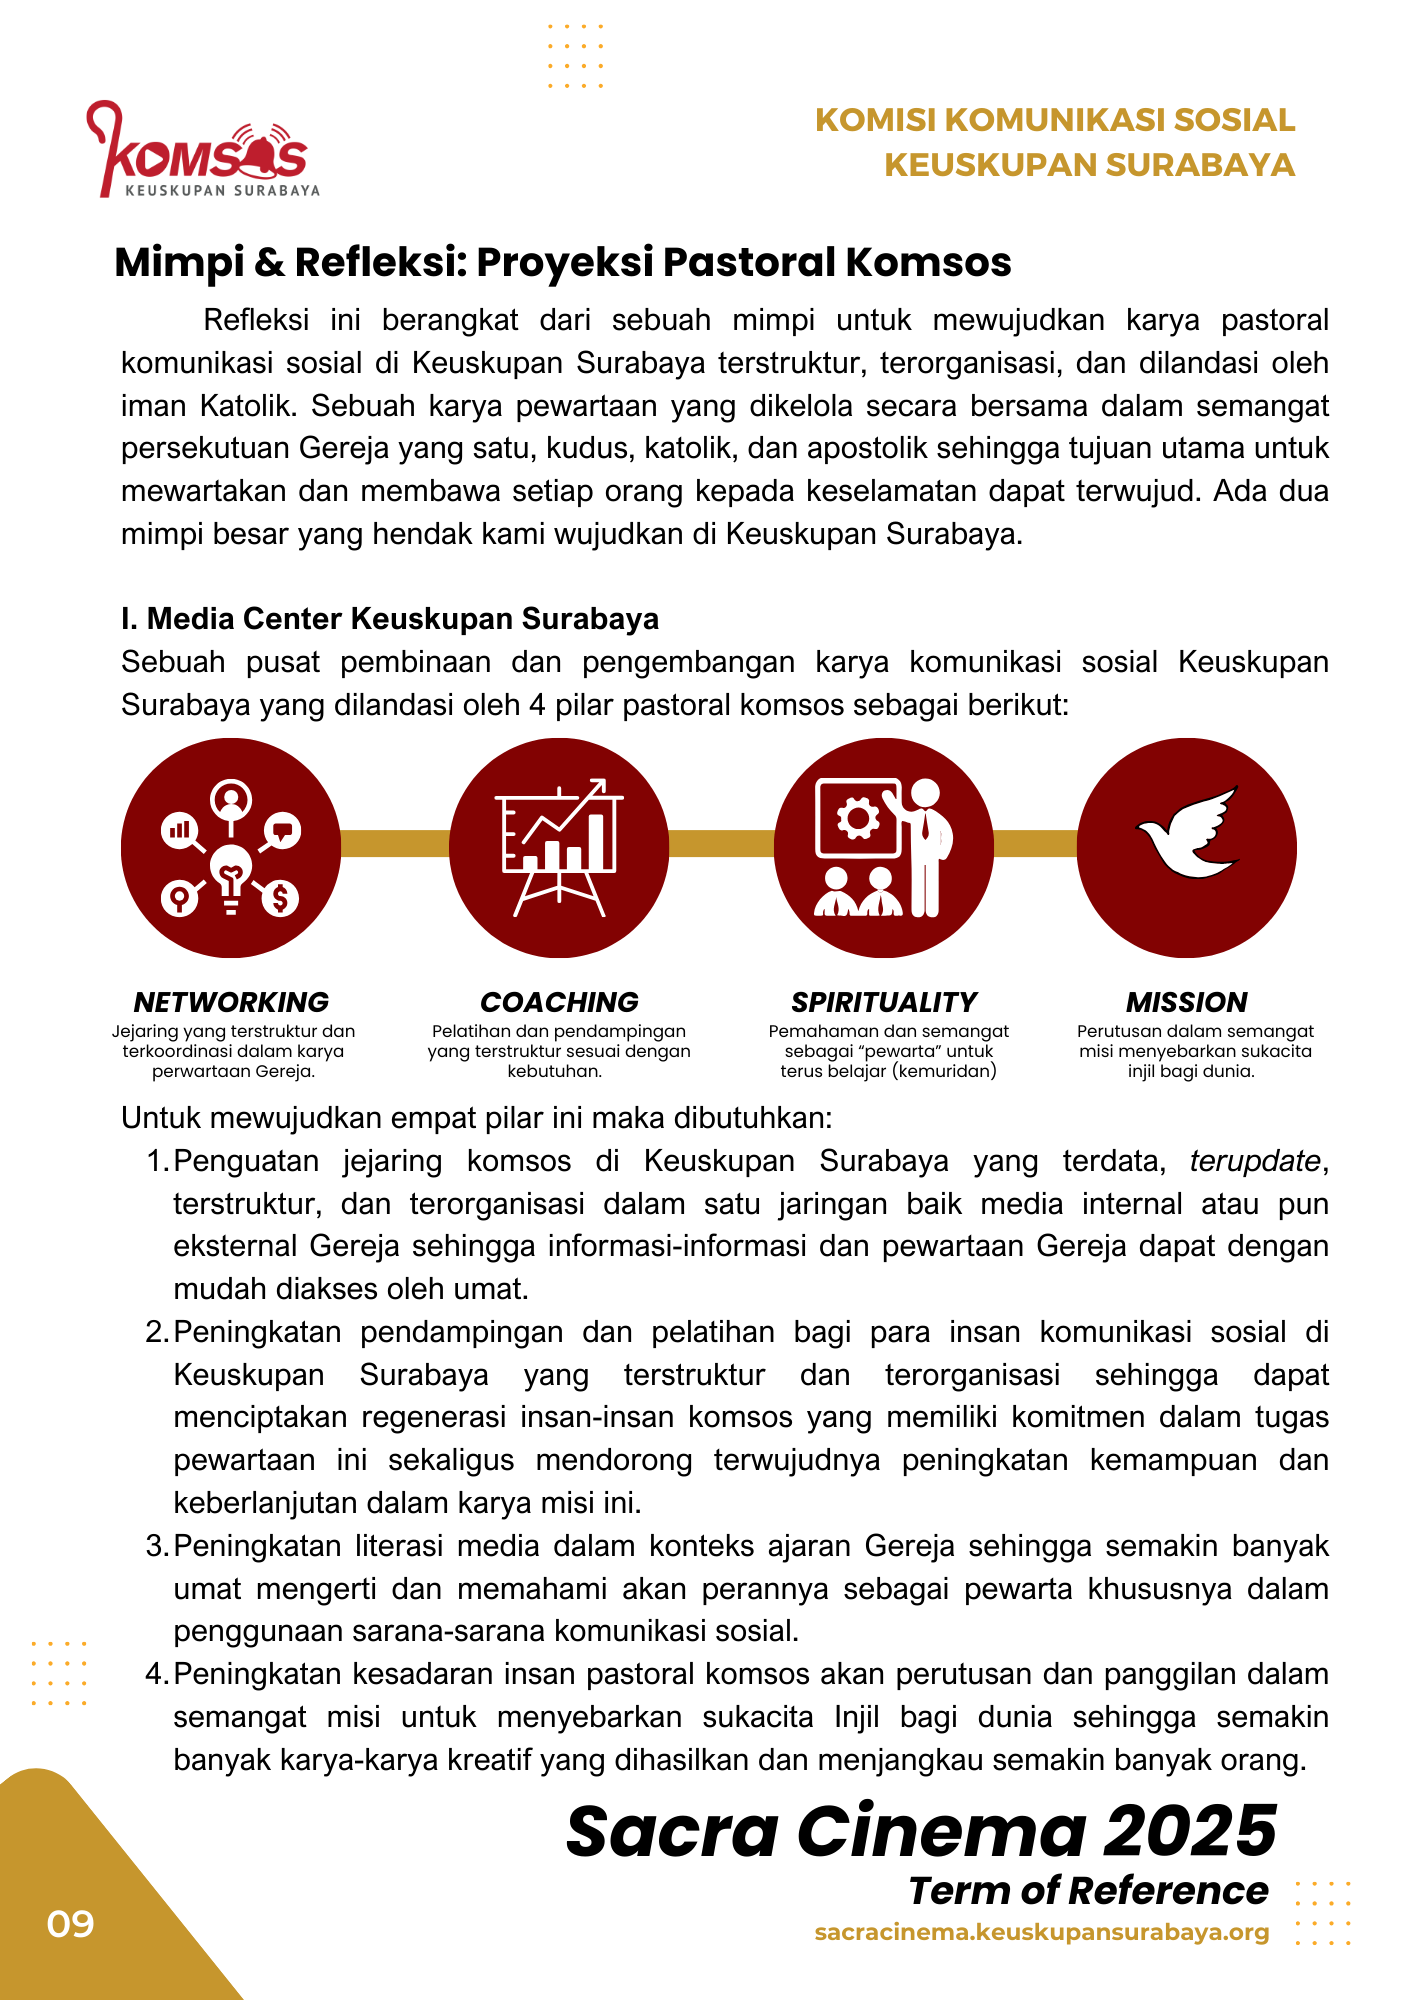 KOMSOS
KEUSKUPAN SURABAYA
KOMISI KOMUNIKASI SOSIAL
KEUSKUPAN SURABAYA
Mimpi & Refleksi: Proyeksi Pastoral Komsos
Refleksi ini berangkat dari sebuah mimpi untuk mewujudkan karya pastoral
komunikasi sosial di Keuskupan Surabaya terstruktur, terorganisasi, dan dilandasi oleh
iman Katolik. Sebuah karya pewartaan yang dikelola secara bersama dalam semangat
persekutuan Gereja yang satu, kudus, katolik, dan apostolik sehingga tujuan utama untuk
mewartakan dan membawa setiap orang kepada keselamatan dapat terwujud. Ada dua
mimpi besar yang hendak kami wujudkan di Keuskupan Surabaya.
I. Media Center Keuskupan Surabaya
Sebuah pusat pembinaan dan pengembangan karya komunikasi sosial Keuskupan
Surabaya yang dilandasi oleh 4 pilar pastoral komsos sebagai berikut:
NETWORKING
Jejaring yang terstruktur dan
terkoordinasi dalam karya
perwartaan Gereja.
COACHING
Pelatihan dan pendampingan
yang terstruktur sesuai dengan
kebutuhan.
SPIRITUALITY
Pemahaman dan semangat
sebagai “pewarta” untuk
terus belajar (kemuridan)
MISSION
Perutusan dalam semangat
misi menyebarkan sukacita
injil bagi dunia.
Untuk mewujudkan empat pilar ini maka dibutuhkan:
1. Penguatan jejaring komsos di Keuskupan Surabaya yang terdata, terupdate,
terstruktur, dan terorganisasi dalam satu jaringan baik media internal atau pun
eksternal Gereja sehingga informasi-informasi dan pewartaan Gereja dapat dengan
mudah diakses oleh umat.
2. Peningkatan pendampingan dan pelatihan bagi para insan komunikasi sosial di
Keuskupan Surabaya yang terstruktur dan terorganisasi sehingga dapat
menciptakan regenerasi insan-insan komsos yang memiliki komitmen dalam tugas
pewartaan ini sekaligus mendorong terwujudnya peningkatan kemampuan dan
keberlanjutan dalam karya misi ini.
3. Peningkatan literasi media dalam konteks ajaran Gereja sehingga semakin banyak
umat mengerti dan memahami akan perannya sebagai pewarta khususnya dalam
penggunaan sarana-sarana komunikasi sosial.
4. Peningkatan kesadaran insan pastoral komsos akan perutusan dan panggilan dalam
semangat misi untuk menyebarkan sukacita Injil bagi dunia sehingga semakin
banyak karya-karya kreatif yang dihasilkan dan menjangkau semakin banyak orang.
Sacra Cinema 2025
Term of Reference
sacracinema.keuskupansurabaya.org
09